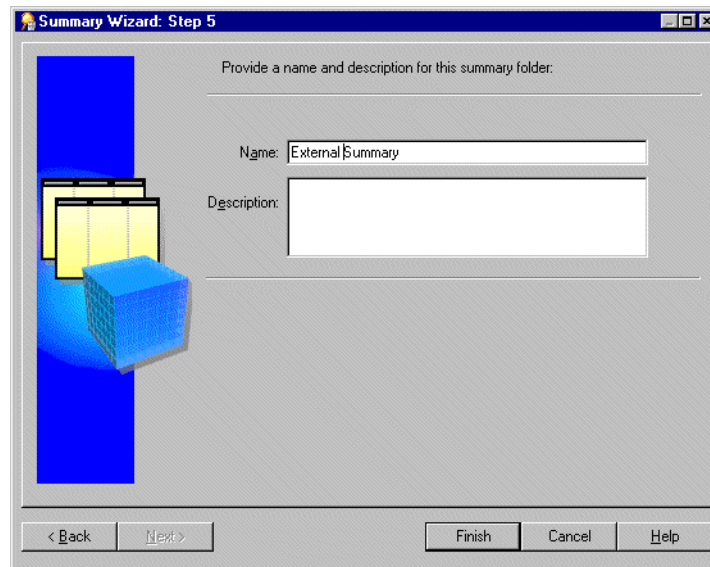 Summary Wizard: Step 5
Provide a name and description for this summary folder:
Name: External Summary
Description:
< Back Next > Finish Cancel Help